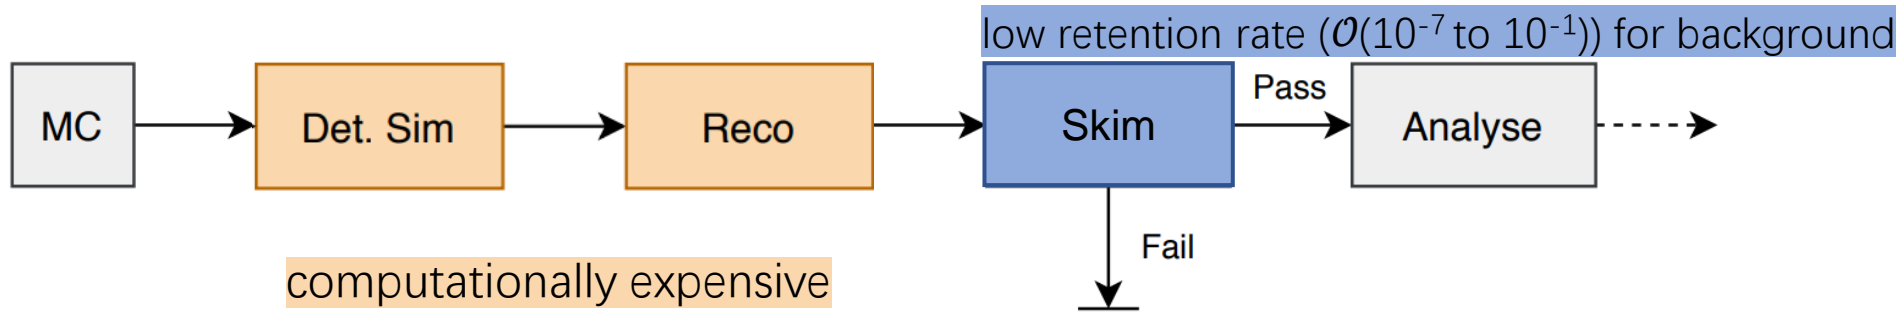 low retention rate (𝒪(10⁻⁷ to 10⁻¹)) for background
MC
Det. Sim
Reco
Skim
Pass
Analyse
Fail
computationally expensive